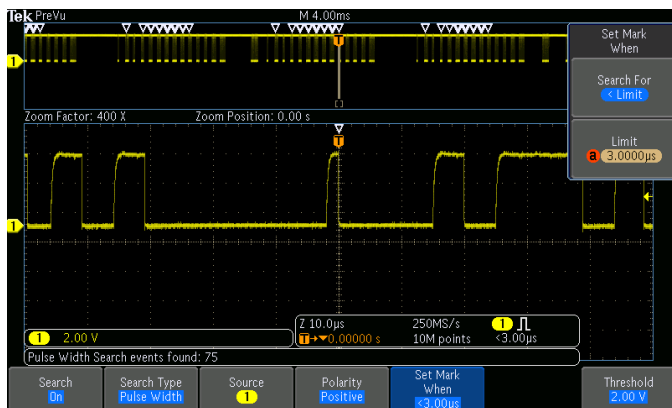 Tek PreVu M 4.00ms
Set Mark
When
Search For
< Limit
Limit
a 3.0000µs
T
1
Zoom Factor: 400 X Zoom Position: 0.00 s
T
1
1 2.00 V
Z 10.0µs 250MS/s 1
T→▼0.00000 s 10M points <3.00µs
Pulse Width Search events found: 75
Search
On
Search Type
Pulse Width
Source
1
Polarity
Positive
Set Mark
When
<3.00µs
Threshold
2.00 V